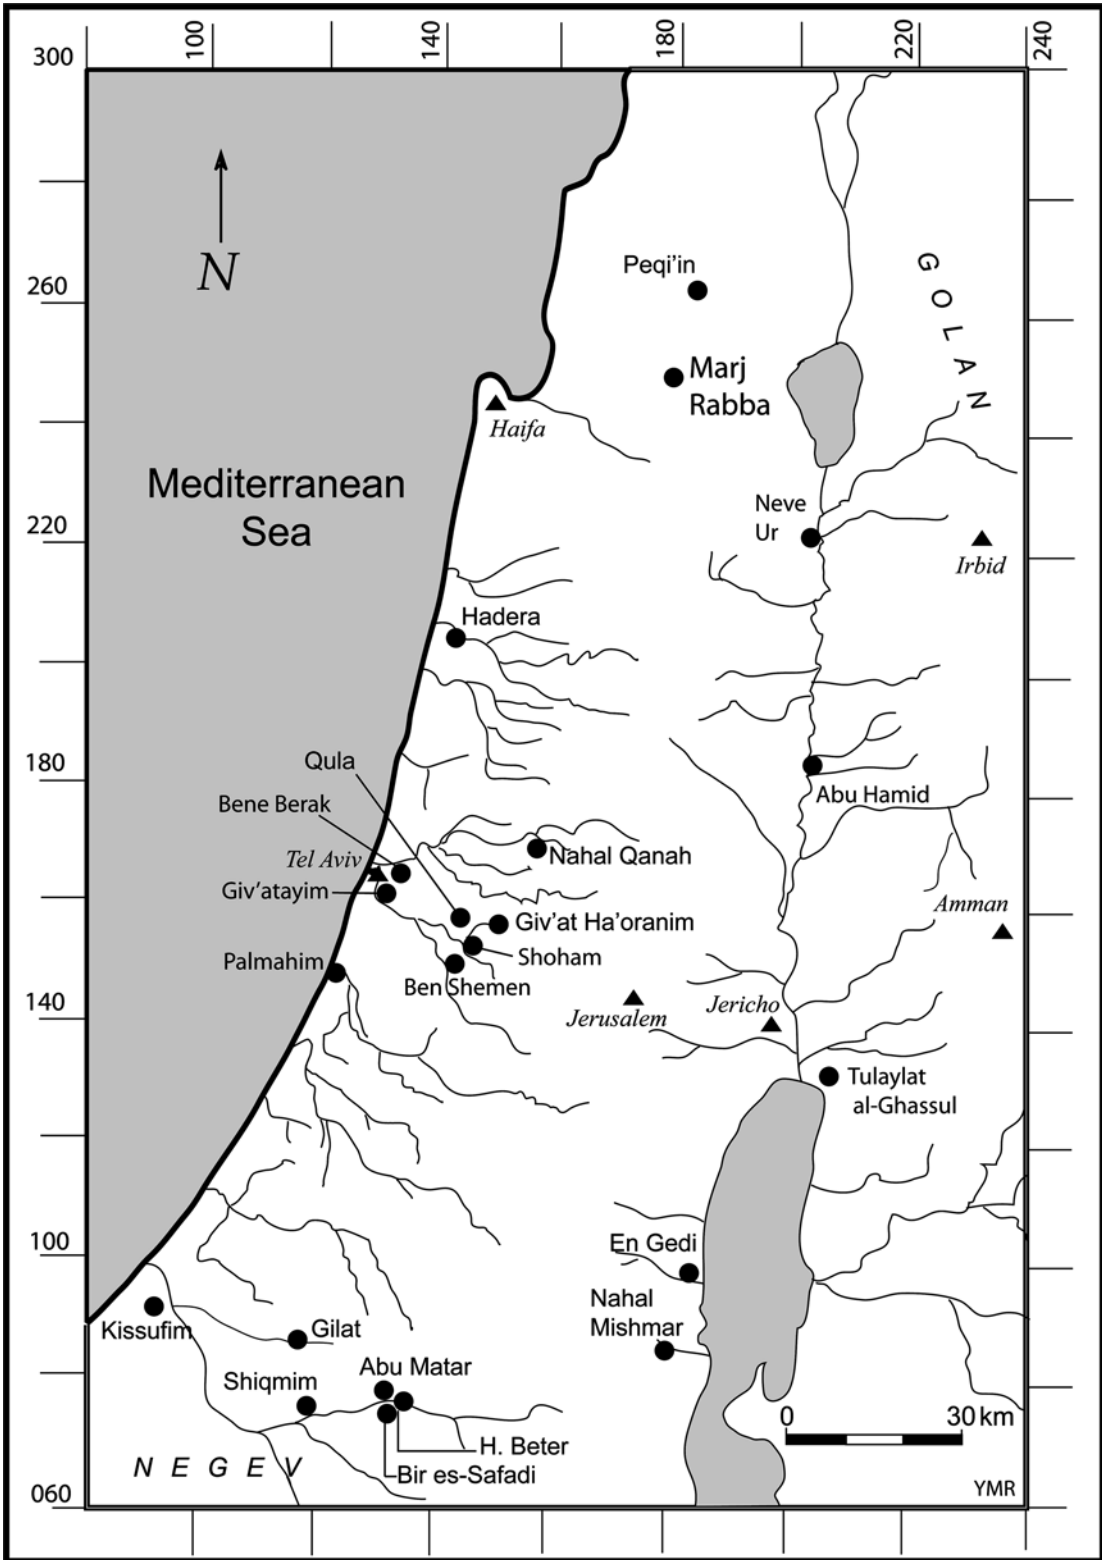 100
140
180
220
240
300
260
220
180
140
100
060
N
GOLAN
Peqi'in
Marj
Rabba
Haifa
Mediterranean
Sea
Neve
Ur
Irbid
Hadera
Qula
Bene Berak
Tel Aviv
Giv'atayim
Abu Hamid
Nahal Qanah
Amman
Giv'at Ha'oranim
Shoham
Palmahim
Ben Shemen
Jerusalem
Jericho
Tulaylat
al-Ghassul
En Gedi
Nahal
Mishmar
Kissufim
Gilat
Abu Matar
Shiqmim
H. Beter
Bir es-Safadi
NEGEV
0 30 km
YMR